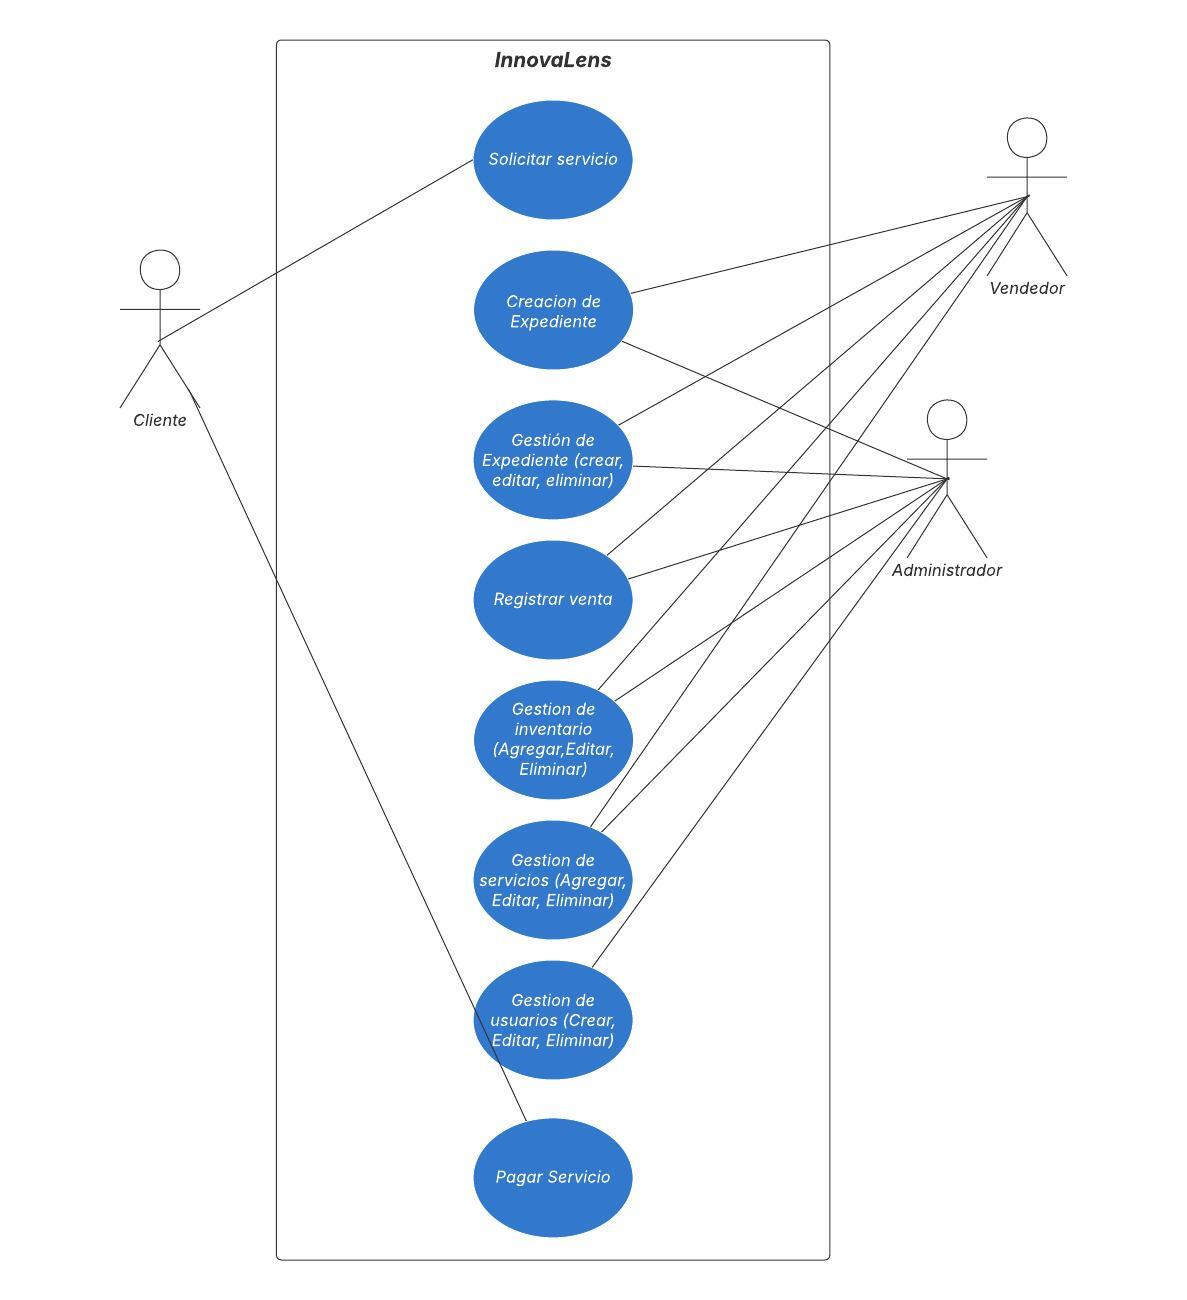 InnovaLens
Solicitar servicio
Creacion de
Expediente
Gestión de
Expediente (crear,
editar, eliminar)
Registrar venta
Gestion de
inventario
(Agregar,Editar,
Eliminar)
Gestion de
servicios (Agregar,
Editar, Eliminar)
Gestion de
usuarios (Crear,
Editar, Eliminar)
Pagar Servicio
Cliente
Vendedor
Administrador